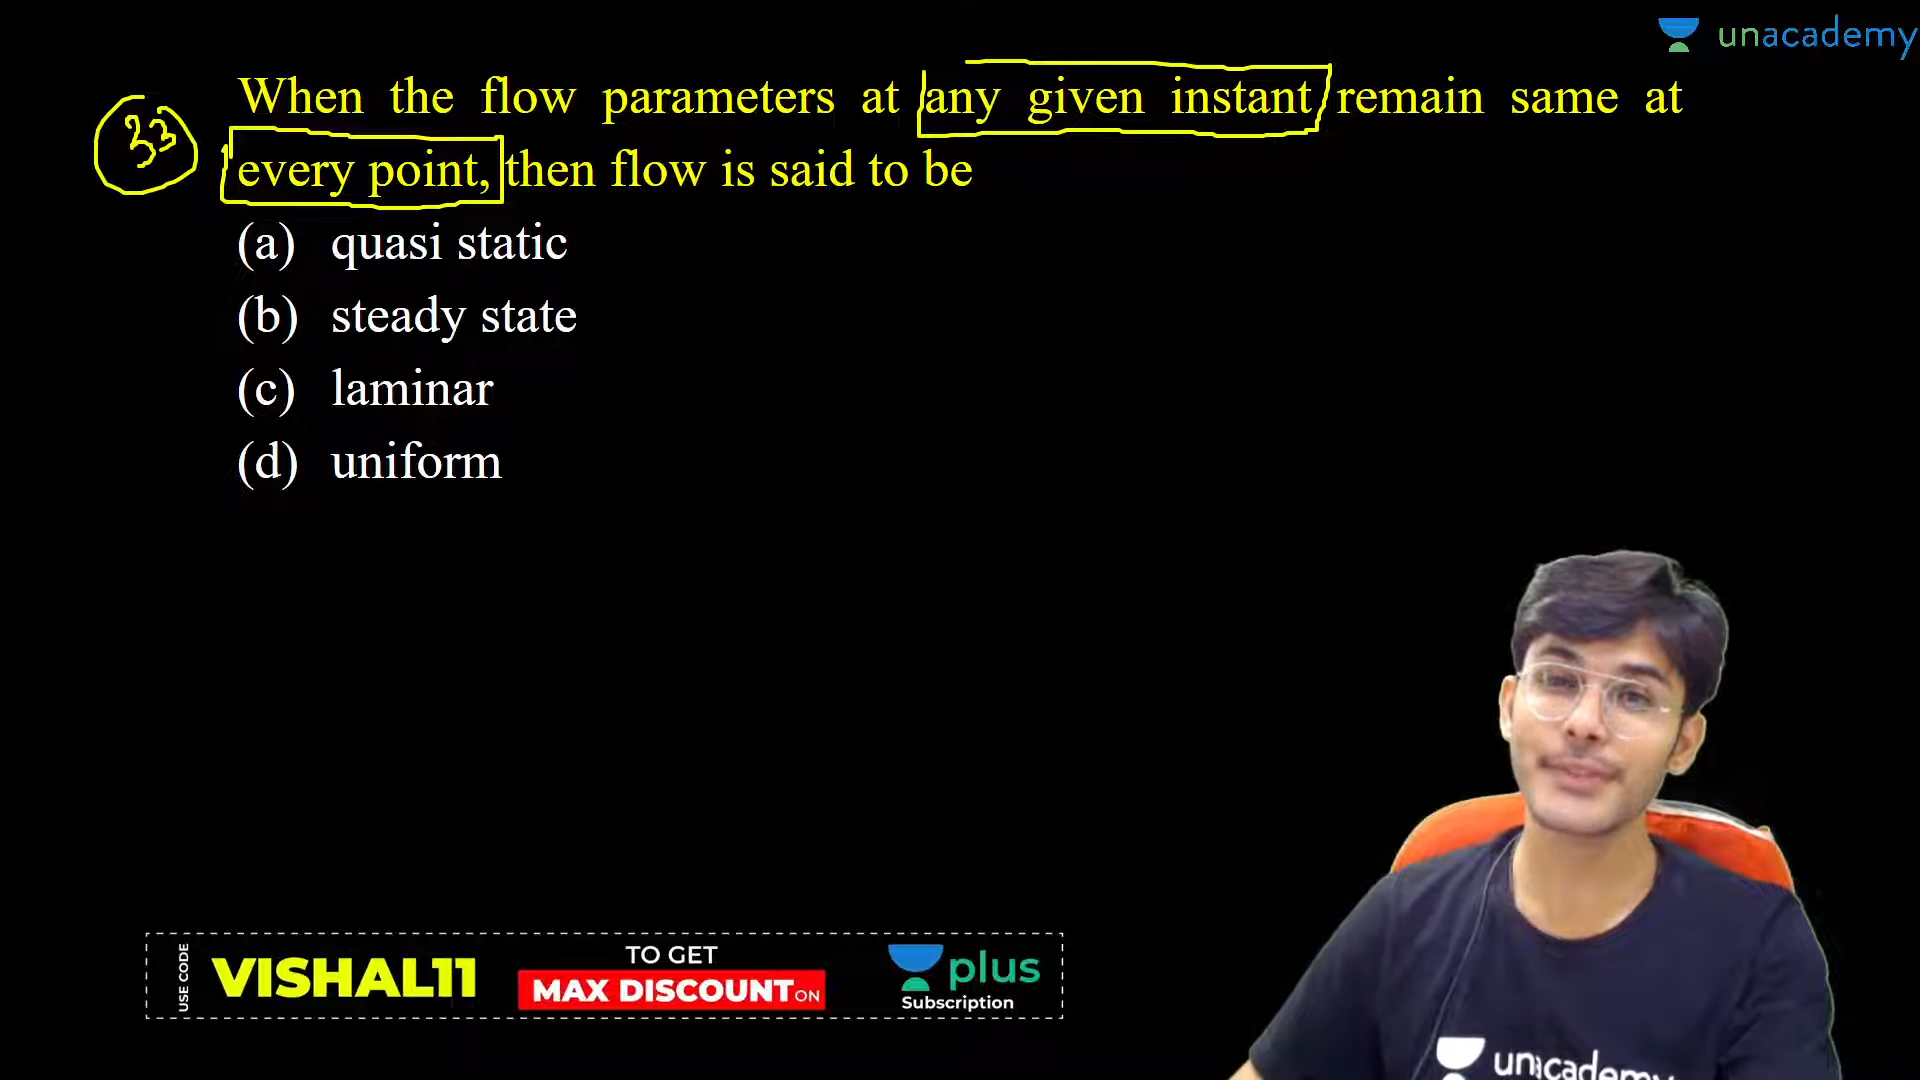 unacademy
33
When the flow parameters at any given instant remain same at
every point, then flow is said to be
(a) quasi static
(b) steady state
(c) laminar
(d) uniform
USE CODE
VISHAL11
TO GET
MAX DISCOUNT ON
plus
Subscription
unacademy